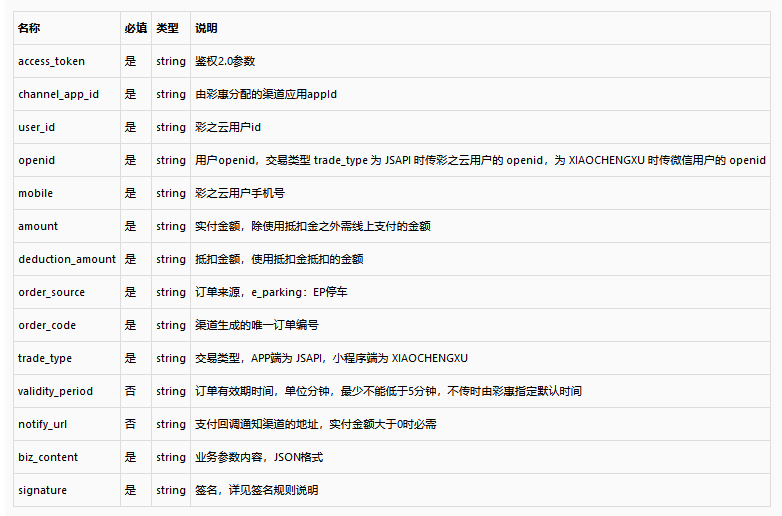 名称 必填 类型 说明
access_token 是 string 鉴权2.0参数
channel_app_id 是 string 由彩惠分配的渠道应用appId
user_id 是 string 彩之云用户id
openid 是 string 用户openid，交易类型 trade_type 为 JSAPI 时传彩之云用户的 openid，为 XIAOCHENGXU 时传微信用户的 openid
mobile 是 string 彩之云用户手机号
amount 是 string 实付金额，除使用抵扣金之外需线上支付的金额
deduction_amount 是 string 抵扣金额，使用抵扣金抵扣的金额
order_source 是 string 订单来源，e_parking：EP停车
order_code 是 string 渠道生成的唯一订单编号
trade_type 是 string 交易类型，APP端为 JSAPI，小程序端为 XIAOCHENGXU
validity_period 否 string 订单有效期时间，单位分钟，最少不能低于5分钟，不传时由彩惠指定默认时间
notify_url 否 string 支付回调通知渠道的地址，实付金额大于0时必需
biz_content 是 string 业务参数内容，JSON格式
signature 是 string 签名，详见签名规则说明